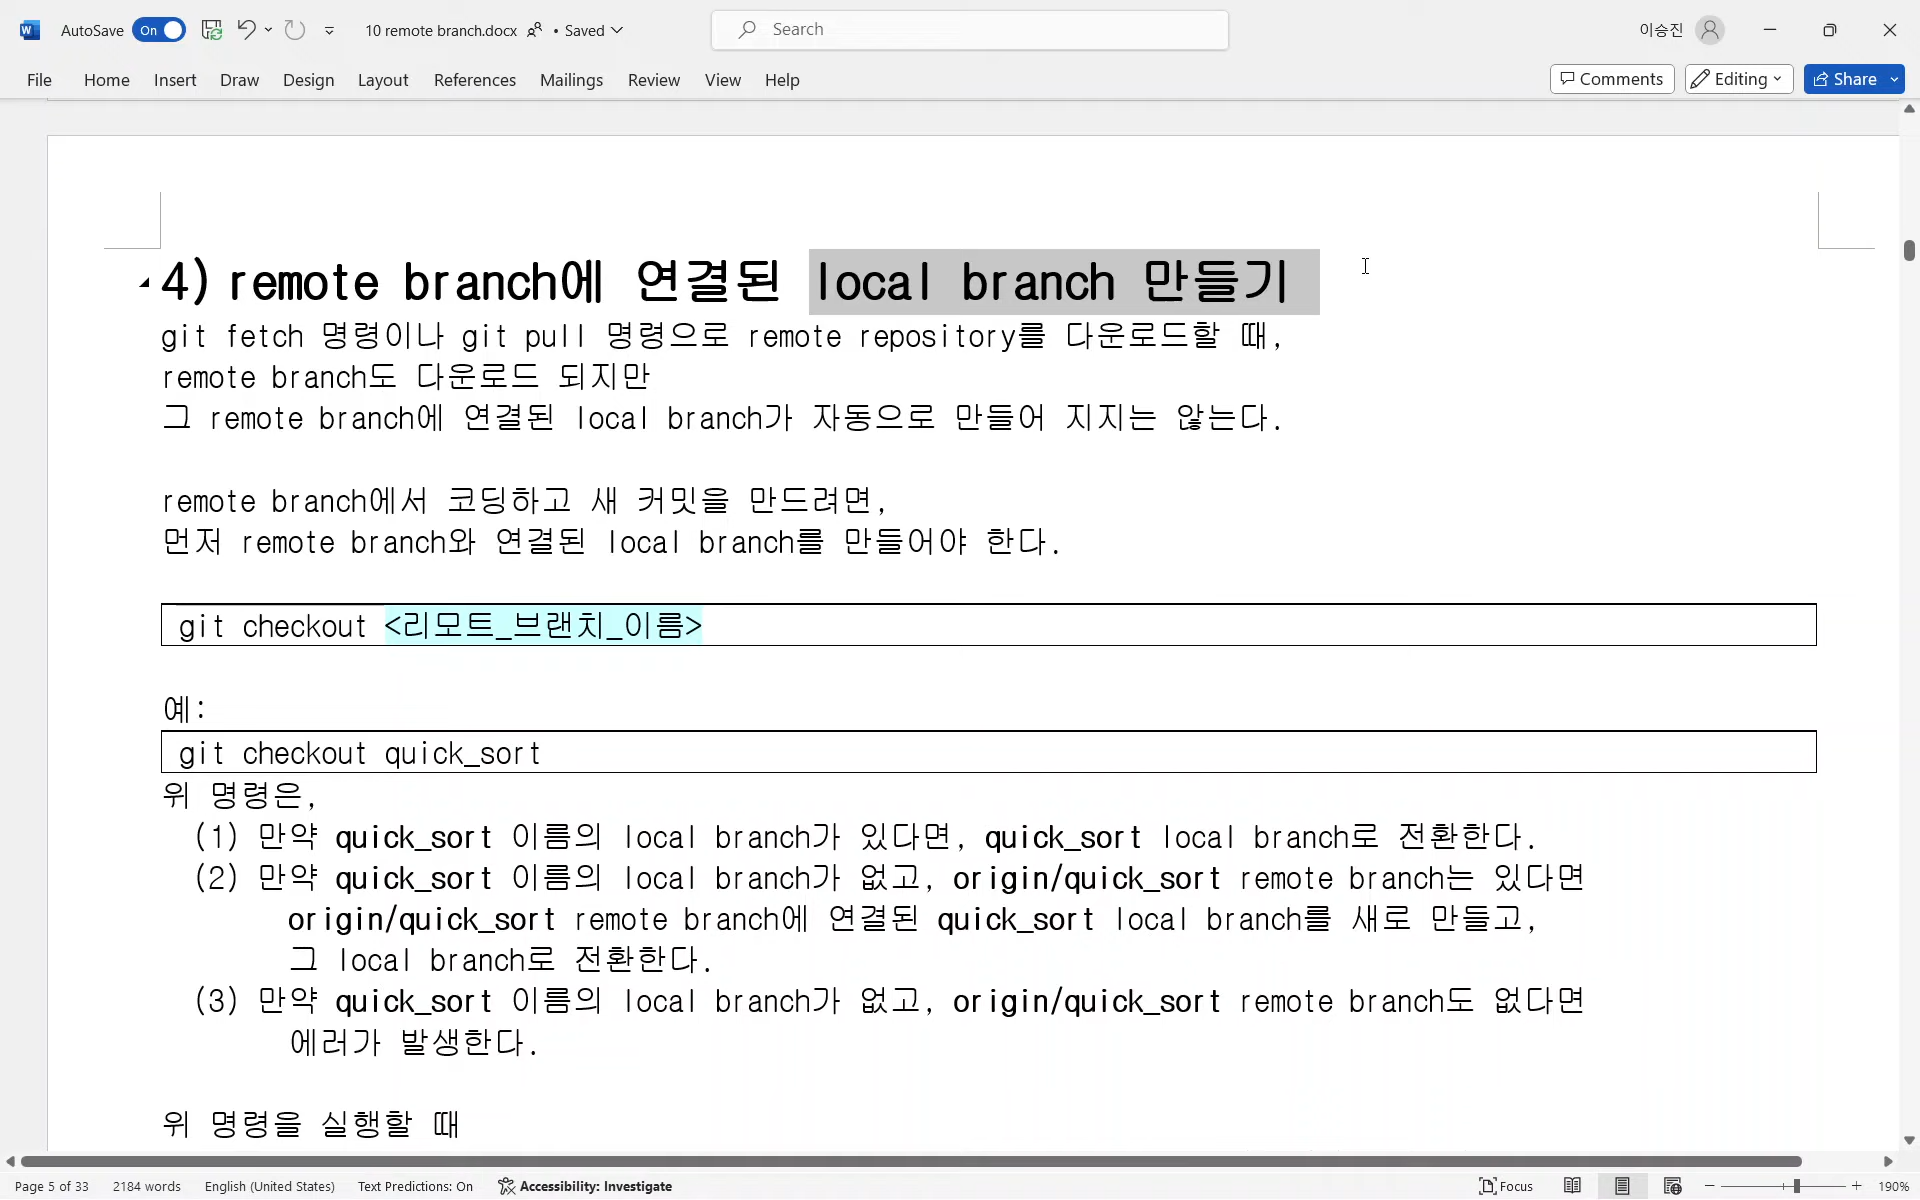 AutoSave On 10 remote branch.docx • Saved Search 이승진
File Home Insert Draw Design Layout References Mailings Review View Help Comments Editing Share
4) remote branch에 연결된 local branch 만들기
git fetch 명령이나 git pull 명령으로 remote repository를 다운로드할 때,
remote branch도 다운로드 되지만
그 remote branch에 연결된 local branch가 자동으로 만들어 지지는 않는다.
remote branch에서 코딩하고 새 커밋을 만드려면,
먼저 remote branch와 연결된 local branch를 만들어야 한다.
git checkout <리모트_브랜치_이름>
예:
git checkout quick_sort
위 명령은,
(1) 만약 quick_sort 이름의 local branch가 있다면, quick_sort local branch로 전환한다.
(2) 만약 quick_sort 이름의 local branch가 없고, origin/quick_sort remote branch는 있다면
origin/quick_sort remote branch에 연결된 quick_sort local branch를 새로 만들고,
그 local branch로 전환한다.
(3) 만약 quick_sort 이름의 local branch가 없고, origin/quick_sort remote branch도 없다면
에러가 발생한다.
위 명령을 실행할 때
Page 5 of 33 2184 words English (United States) Text Predictions: On Accessibility: Investigate Focus 190%